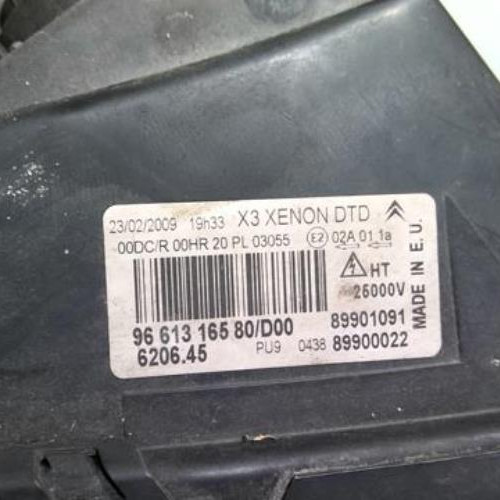 23/02/2009 19h33 X3 XENON DTD
00DC/R 00HR 20 PL 03055 E2 02A 01 1a
HT
25000V
96 613 165 80/D00 89901091
6206.45 PU9 0438 89900022
MADE IN E.U.